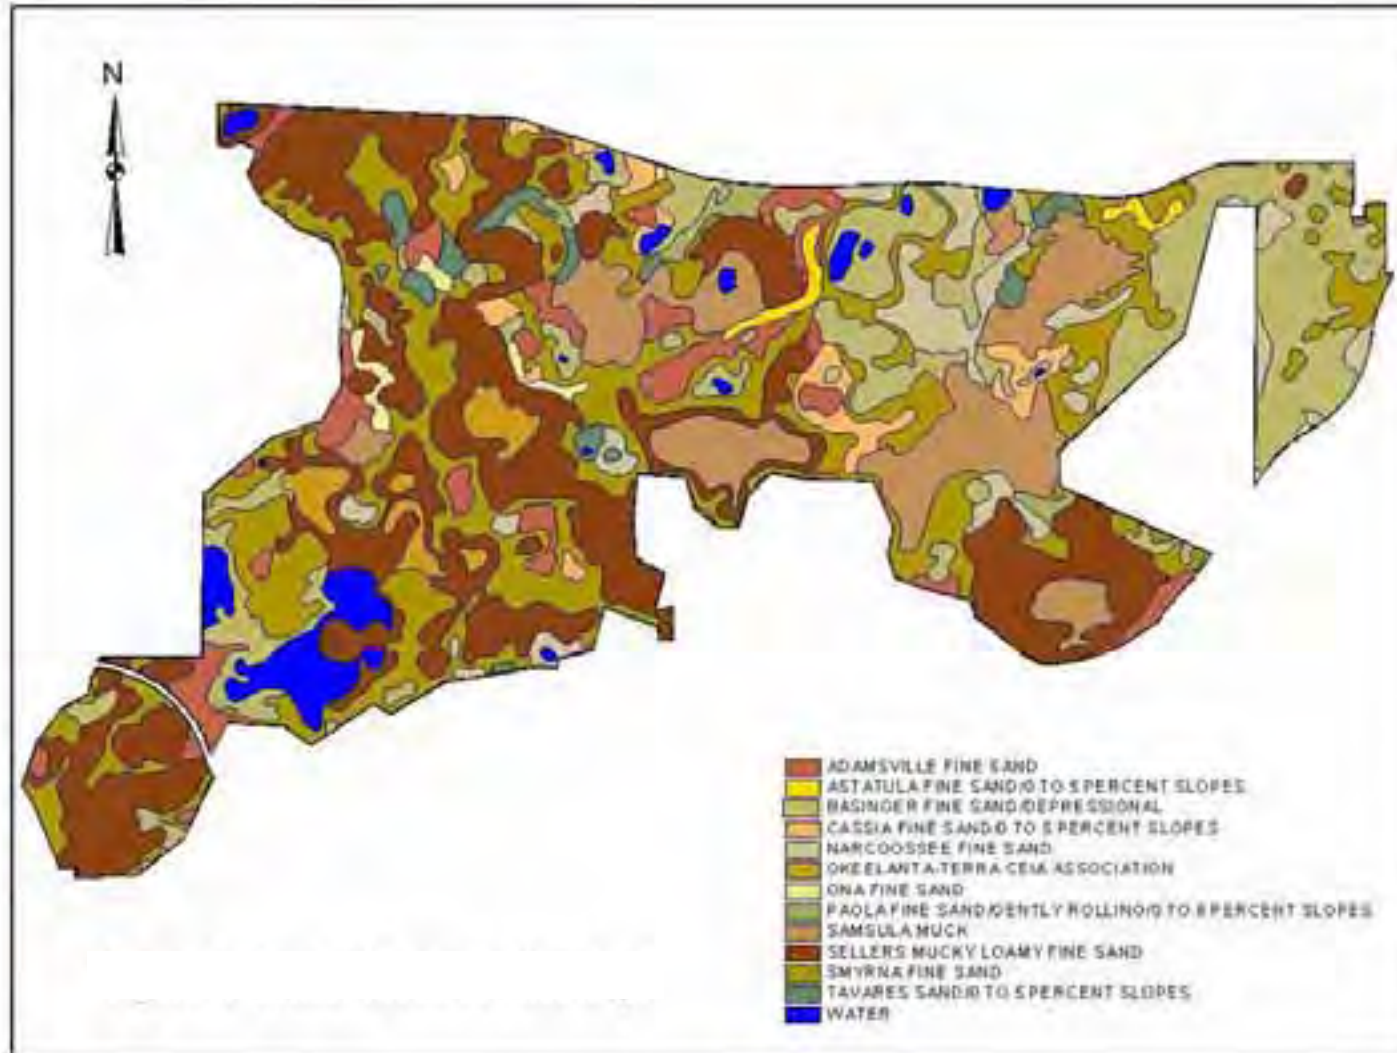 N
ADAMSVILLE FINE SAND
ASTATULA FINE SAND/0 TO 5 PERCENT SLOPES
BASINGER FINE SAND/DEPRESSIONAL
CASSIA FINE SAND/0 TO 5 PERCENT SLOPES
NARCOOSSEE FINE SAND
OKEELANTA-TERRA CEIA ASSOCIATION
ONA FINE SAND
PAOLA FINE SAND/GENTLY ROLLING/0 TO 8 PERCENT SLOPES
SAMSULA MUCK
SELLERS MUCKY LOAMY FINE SAND
SMYRNA FINE SAND
TAVARES SAND/0 TO 5 PERCENT SLOPES
WATER